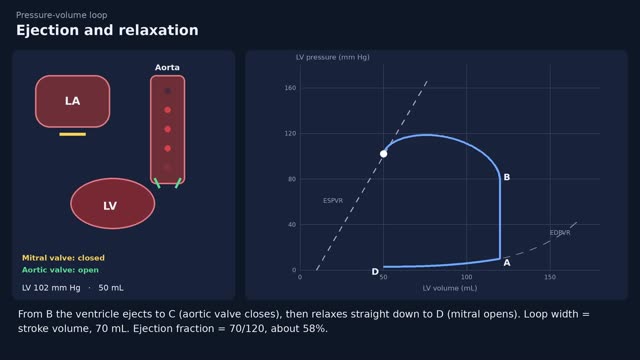 Pressure-volume loop
Ejection and relaxation
Aorta
LA
LV
Mitral valve: closed
Aortic valve: open
LV 102 mm Hg · 50 mL
LV pressure (mm Hg)
160
120
80
40
0
0
50
100
150
LV volume (mL)
ESPVR
EDPVR
A
B
D
From B the ventricle ejects to C (aortic valve closes), then relaxes straight down to D (mitral opens). Loop width =
stroke volume, 70 mL. Ejection fraction = 70/120, about 58%.